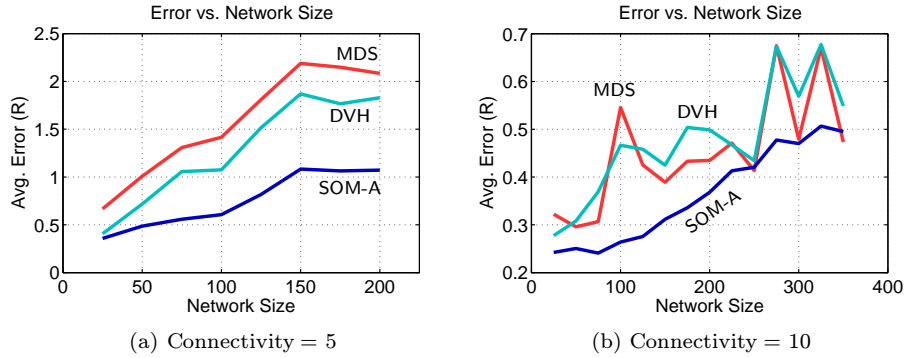 Error vs. Network Size
2.5
2
1.5
1
0.5
0
0
50
100
150
200
Avg. Error (R)
Network Size
MDS
DVH
SOM-A
(a) Connectivity = 5
Error vs. Network Size
0.7
0.6
0.5
0.4
0.3
0.2
0
100
200
300
400
Avg. Error (R)
Network Size
MDS
DVH
SOM-A
(b) Connectivity = 10